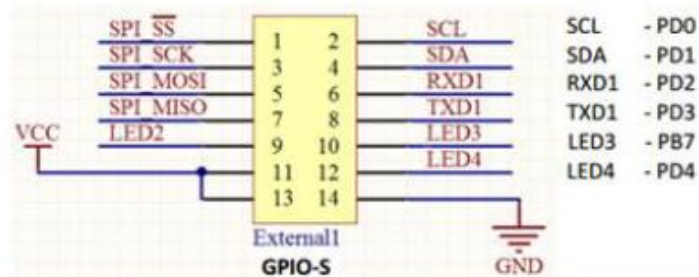 SPI_SS 1 2 SCL SCL - PD0
SPI_SCK 3 4 SDA SDA - PD1
SPI_MOSI 5 6 RXD1 RXD1 - PD2
SPI_MISO 7 8 TXD1 TXD1 - PD3
VCC LED2 9 10 LED3 LED3 - PB7
11 12 LED4 LED4 - PD4
13 14
External1
GPIO-S GND